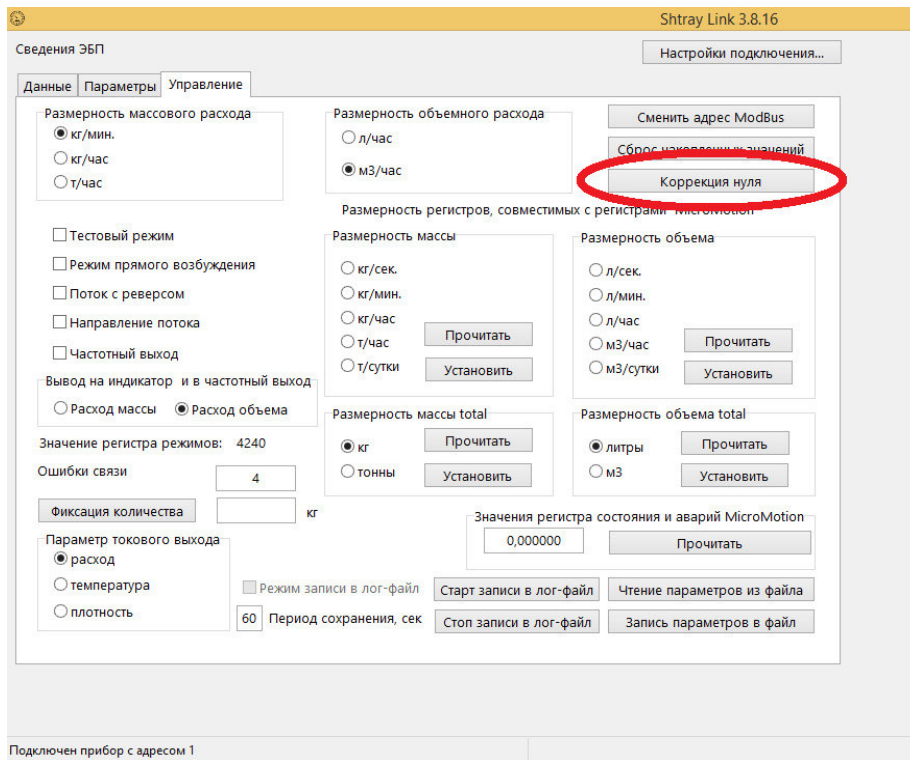 Shtray Link 3.8.16
Сведения ЭБП
Настройки подключения...
Данные Параметры Управление
Размерность массового расхода
кг/мин.
кг/час
т/час
Размерность объемного расхода
л/час
м3/час
Сменить адрес ModBus
Сброс накопленных значений
Коррекция нуля
Размерность регистров, совместимых с регистрами MicroMotion
Тестовый режим
Режим прямого возбуждения
Поток с реверсом
Направление потока
Частотный выход
Размерность массы
кг/сек.
кг/мин.
кг/час
т/час
т/сутки
Прочитать
Установить
Размерность объема
л/сек.
л/мин.
л/час
м3/час
м3/сутки
Прочитать
Установить
Вывод на индикатор и в частотный выход
Расход массы Расход объема
Размерность массы total
кг
тонны
Прочитать
Установить
Размерность объема total
литры
м3
Прочитать
Установить
Значение регистра режимов: 4240
Ошибки связи 4
Фиксация количества кг
Значения регистра состояния и аварий MicroMotion
0,000000 Прочитать
Параметр токового выхода
расход
температура
плотность
Режим записи в лог-файл
60 Период сохранения, сек
Старт записи в лог-файл
Стоп записи в лог-файл
Чтение параметров из файла
Запись параметров в файл
Подключен прибор с адресом 1